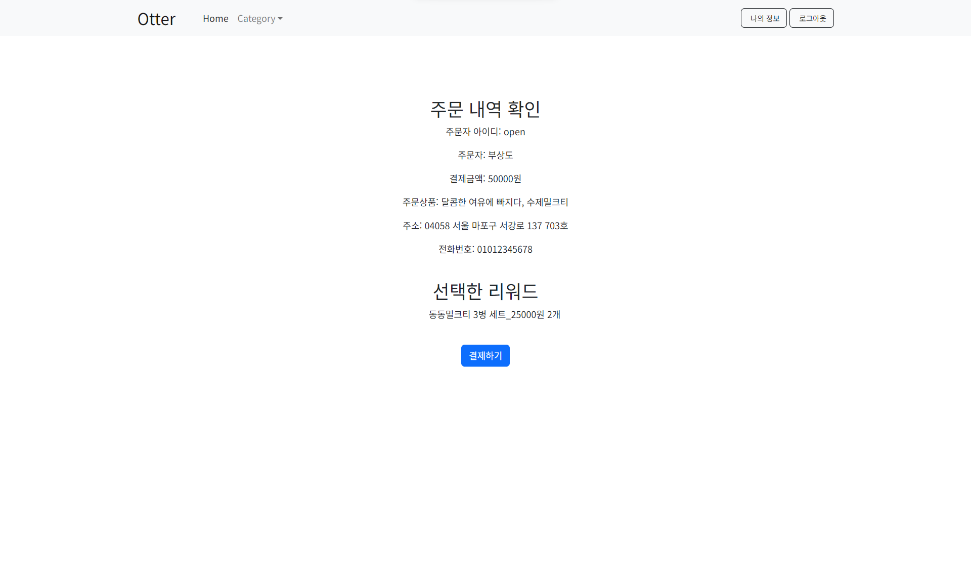 Otter Home Category 나의 정보 로그아웃
주문 내역 확인
주문자 아이디: open
주문자: 부상도
결제금액: 50000원
주문상품: 달콤한 여유에 빠지다, 수제밀크티
주소: 04058 서울 마포구 서강로 137 703호
전화번호: 01012345678
선택한 리워드
동동밀크티 3병 세트_25000원 2개
결제하기